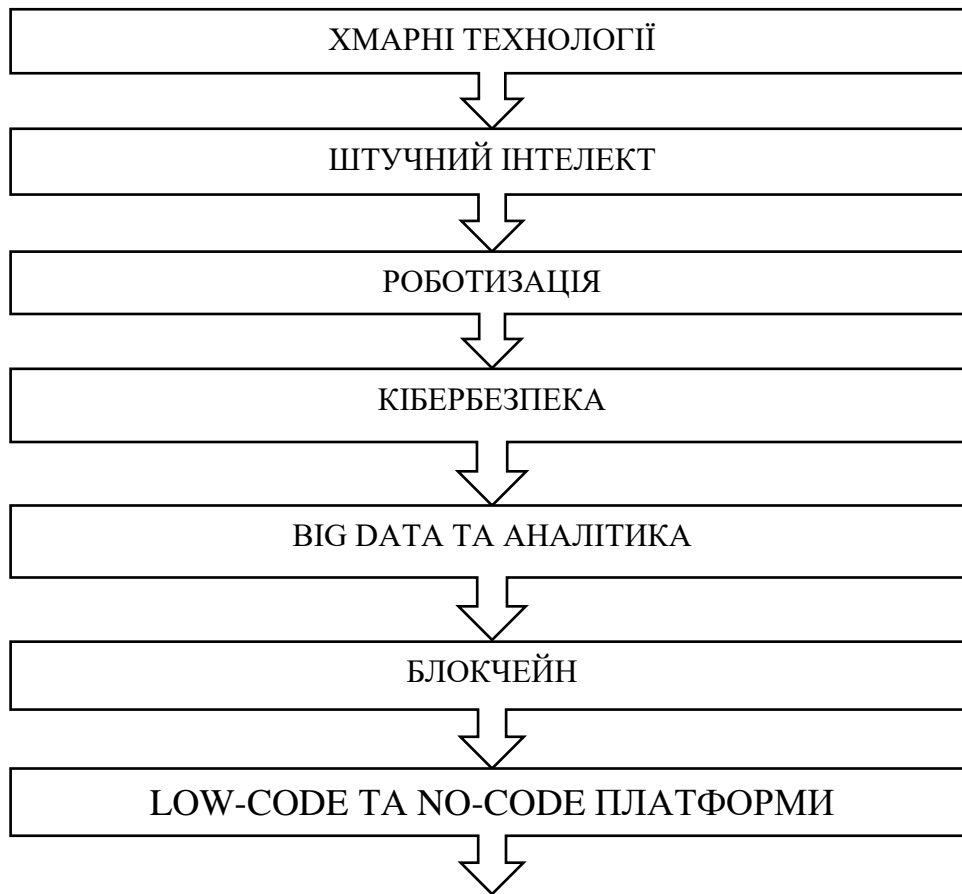 ХМАРНІ ТЕХНОЛОГІЇ
ШТУЧНИЙ ІНТЕЛЕКТ
РОБОТИЗАЦІЯ
КІБЕРБЕЗПЕКА
BIG DATA ТА АНАЛІТИКА
БЛОКЧЕЙН
LOW-CODE ТА NO-CODE ПЛАТФОРМИ